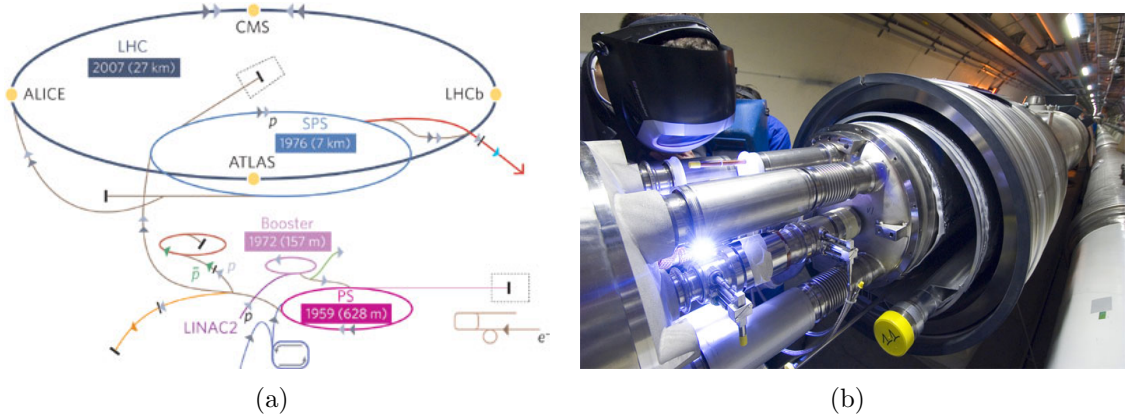 CMS
LHC
2007 (27 km)
ALICE
LHCb
p
SPS
1976 (7 km)
ATLAS
Booster
1972 (157 m)
p̄
p
PS
1959 (628 m)
LINAC2
p
e⁻
11
(a)
(b)